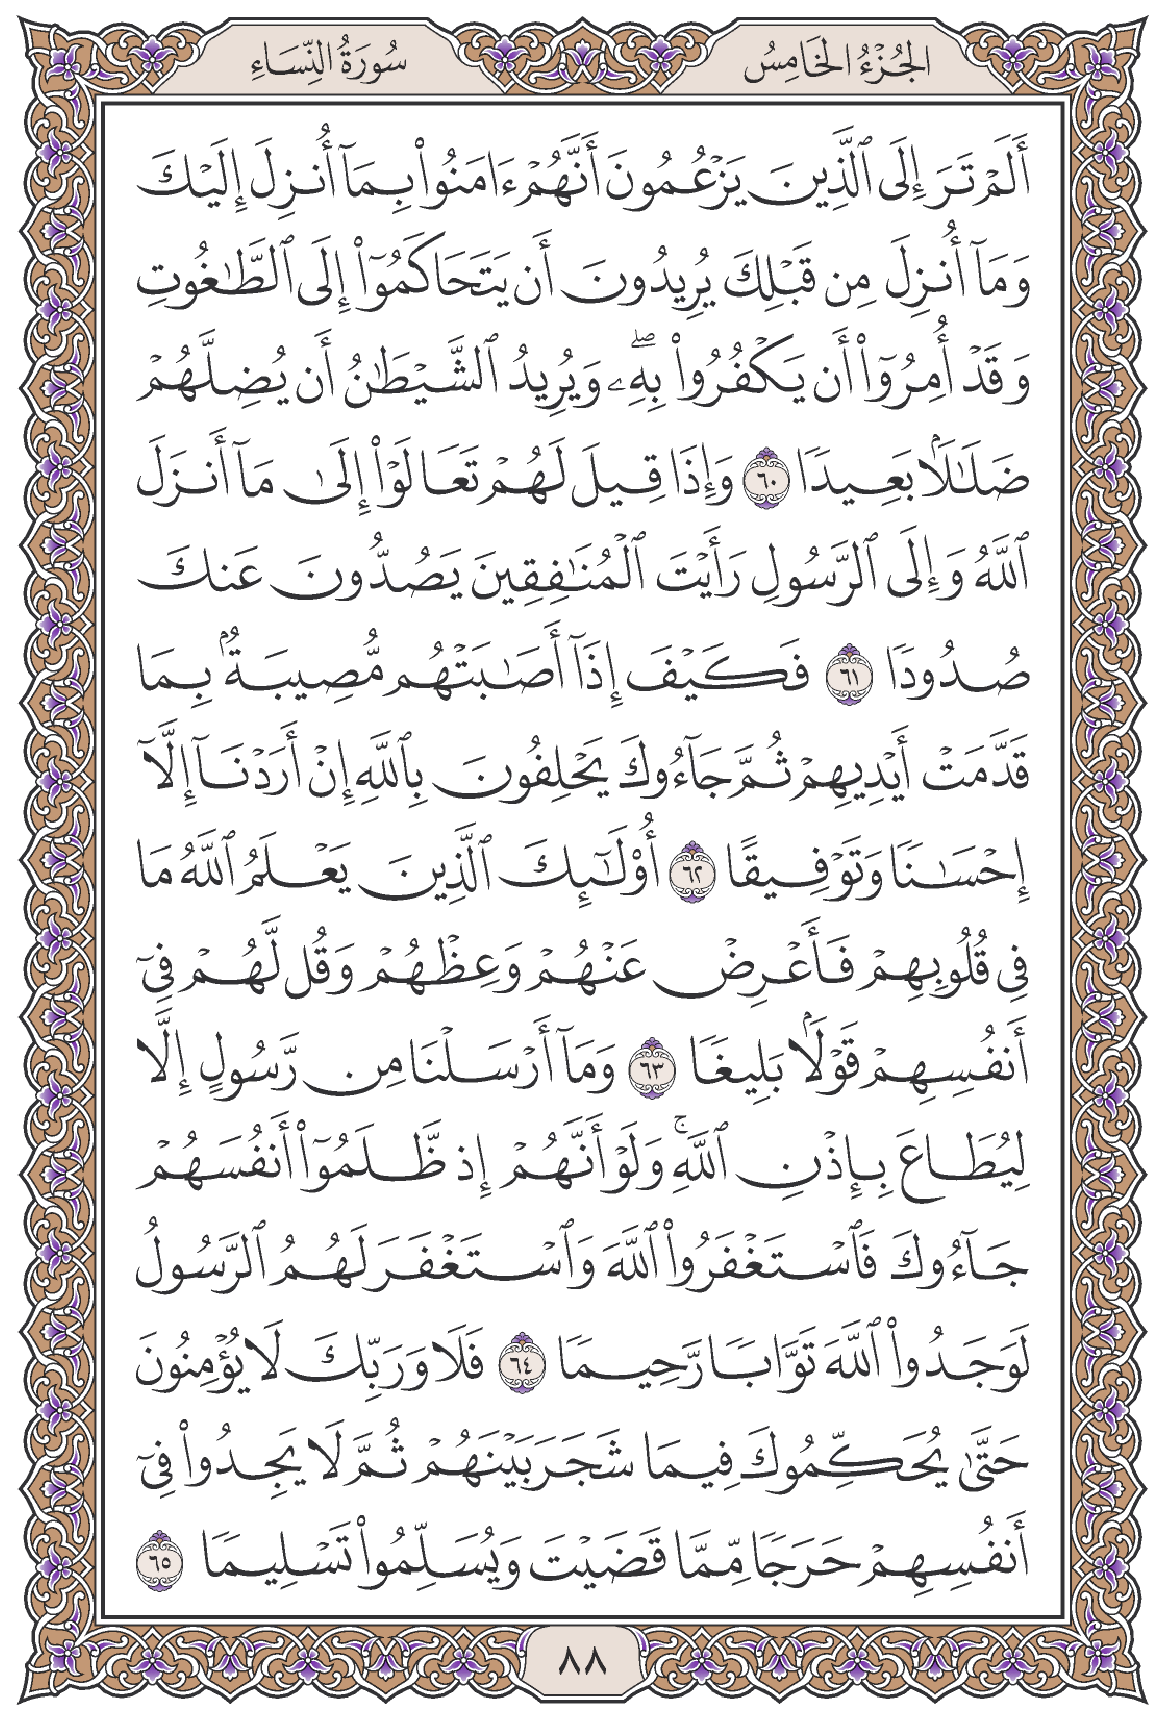 الجُزْءُ الخَامِسُ
سُورَةُ النِّسَاءِ
أَلَمْ تَرَ إِلَى ٱلَّذِينَ يَزْعُمُونَ أَنَّهُمْ ءَامَنُوا۟ بِمَآ أُنزِلَ إِلَيْكَ
وَمَآ أُنزِلَ مِن قَبْلِكَ يُرِيدُونَ أَن يَتَحَاكَمُوٓا۟ إِلَى ٱلطَّٰغُوتِ
وَقَدْ أُمِرُوٓا۟ أَن يَكْفُرُوا۟ بِهِۦۖ وَيُرِيدُ ٱلشَّيْطَٰنُ أَن يُضِلَّهُمْ
ضَلَٰلًۢا بَعِيدًا ٦٠ وَإِذَا قِيلَ لَهُمْ تَعَالَوْا۟ إِلَىٰ مَآ أَنزَلَ
ٱللَّهُ وَإِلَى ٱلرَّسُولِ رَأَيْتَ ٱلْمُنَٰفِقِينَ يَصُدُّونَ عَنكَ
صُدُودًا ٦١ فَكَيْفَ إِذَآ أَصَٰبَتْهُم مُّصِيبَةٌۢ بِمَا
قَدَّمَتْ أَيْدِيهِمْ ثُمَّ جَآءُوكَ يَحْلِفُونَ بِٱللَّهِ إِنْ أَرَدْنَآ إِلَّآ
إِحْسَٰنًا وَتَوْفِيقًا ٦٢ أُو۟لَٰٓئِكَ ٱلَّذِينَ يَعْلَمُ ٱللَّهُ مَا
فِى قُلُوبِهِمْ فَأَعْرِضْ عَنْهُمْ وَعِظْهُمْ وَقُل لَّهُمْ فِىٓ
أَنفُسِهِمْ قَوْلًۢا بَلِيغًا ٦٣ وَمَآ أَرْسَلْنَا مِن رَّسُولٍ إِلَّا
لِيُطَاعَ بِإِذْنِ ٱللَّهِۚ وَلَوْ أَنَّهُمْ إِذ ظَّلَمُوٓا۟ أَنفُسَهُمْ
جَآءُوكَ فَٱسْتَغْفَرُوا۟ ٱللَّهَ وَٱسْتَغْفَرَ لَهُمُ ٱلرَّسُولُ
لَوَجَدُوا۟ ٱللَّهَ تَوَّابًا رَّحِيمًا ٦٤ فَلَا وَرَبِّكَ لَا يُؤْمِنُونَ
حَتَّىٰ يُحَكِّمُوكَ فِيمَا شَجَرَ بَيْنَهُمْ ثُمَّ لَا يَجِدُوا۟ فِىٓ
أَنفُسِهِمْ حَرَجًا مِّمَّا قَضَيْتَ وَيُسَلِّمُوا۟ تَسْلِيمًا ٦٥
٨٨